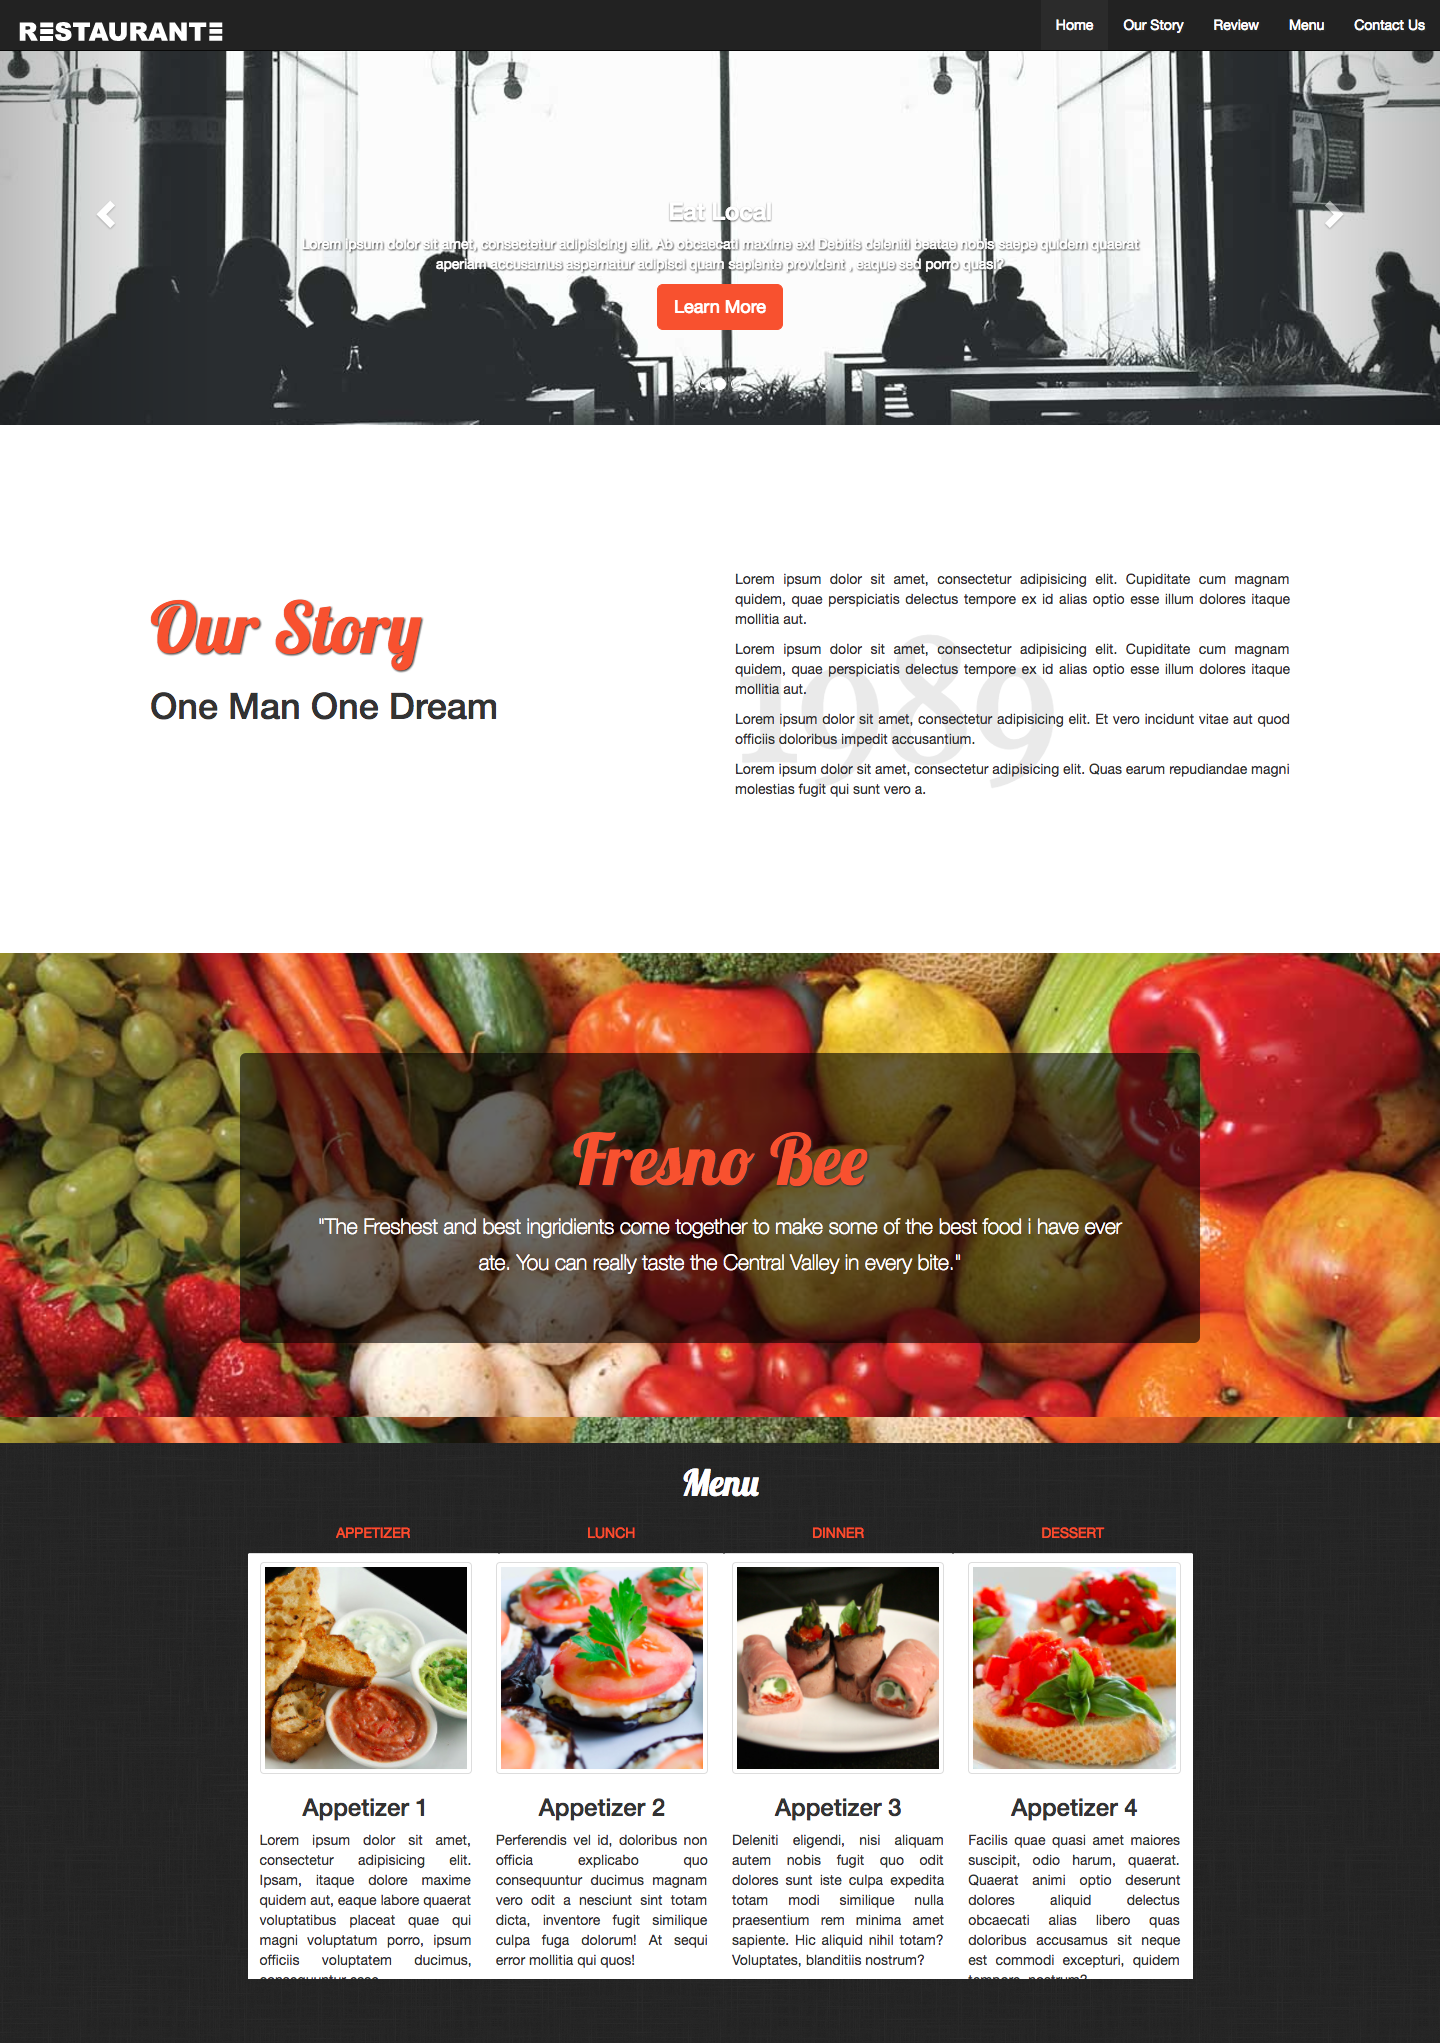 RESTAURANTE
Home Our Story Review Menu Contact Us
Eat Local
Lorem ipsum dolor sit amet, consectetur adipisicing elit. Ab obcaecati maxime ex! Debitis deleniti beatae nobis saepe quidem quaerat
aperiam accusamus aspernatur adipisci quam sapiente provident , eaque sed porro quasi?
Learn More
Our Story
One Man One Dream
1989
Lorem ipsum dolor sit amet, consectetur adipisicing elit. Cupiditate cum magnam
quidem, quae perspiciatis delectus tempore ex id alias optio esse illum dolores itaque
mollitia aut.
Lorem ipsum dolor sit amet, consectetur adipisicing elit. Cupiditate cum magnam
quidem, quae perspiciatis delectus tempore ex id alias optio esse illum dolores itaque
mollitia aut.
Lorem ipsum dolor sit amet, consectetur adipisicing elit. Et vero incidunt vitae aut quod
officiis doloribus impedit accusantium.
Lorem ipsum dolor sit amet, consectetur adipisicing elit. Quas earum repudiandae magni
molestias fugit qui sunt vero a.
Fresno Bee
"The Freshest and best ingridients come together to make some of the best food i have ever
ate. You can really taste the Central Valley in every bite."
Menu
APPETIZER LUNCH DINNER DESSERT
Appetizer 1
Lorem ipsum dolor sit amet,
consectetur adipisicing elit.
Ipsam, itaque dolore maxime
quidem aut, eaque labore quaerat
voluptatibus placeat quae qui
magni voluptatum porro, ipsum
officiis voluptatem ducimus,
consequuntur esse
Appetizer 2
Perferendis vel id, doloribus non
officia explicabo quo
consequuntur ducimus magnam
vero odit a nesciunt sint totam
dicta, inventore fugit similique
culpa fuga dolorum! At sequi
error mollitia qui quos!
Appetizer 3
Deleniti eligendi, nisi aliquam
autem nobis fugit quo odit
dolores sunt iste culpa expedita
totam modi similique nulla
praesentium rem minima amet
sapiente. Hic aliquid nihil totam?
Voluptates, blanditiis nostrum?
Appetizer 4
Facilis quae quasi amet maiores
suscipit, odio harum, quaerat.
Quaerat animi optio deserunt
dolores aliquid delectus
obcaecati alias libero quas
doloribus accusamus sit neque
est commodi excepturi, quidem
tempore, nostrum?